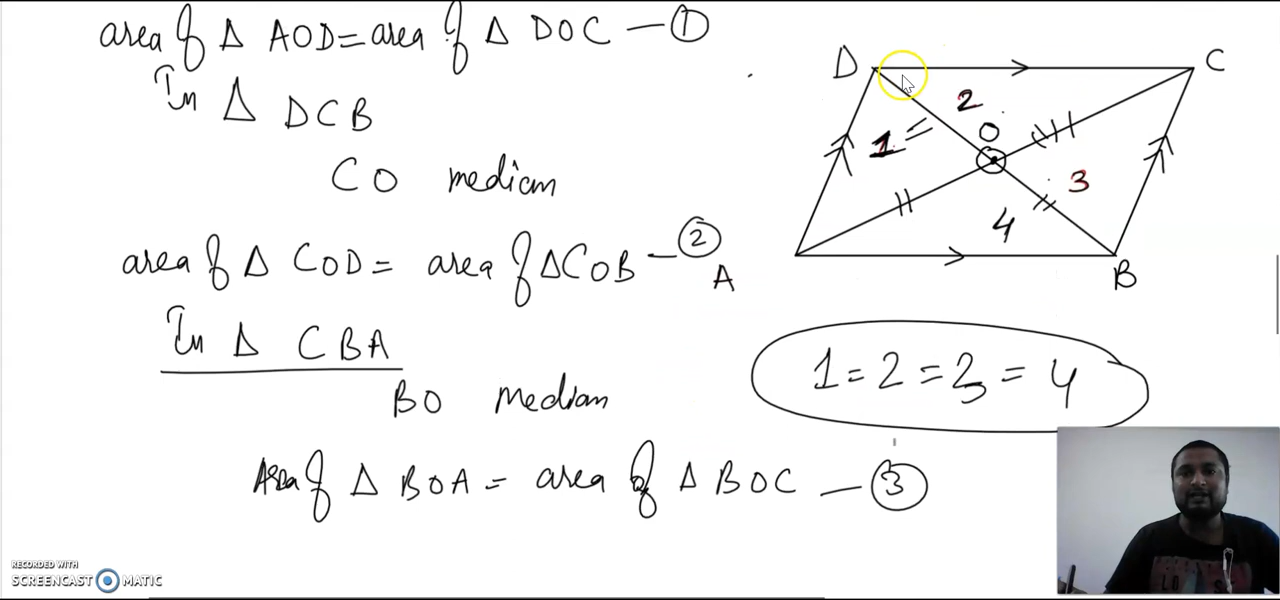 area of Δ AOD = area of Δ DOC — ①
In Δ DCB
CO median
area of Δ COD = area of Δ COB — ②
In Δ CBA
BO median
Area of Δ BOA = area of Δ BOC — ③
D
C
2
O
1
3
4
A
B
1 = 2 = 3 = 4
RECORDED WITH
SCREENCAST MATIC